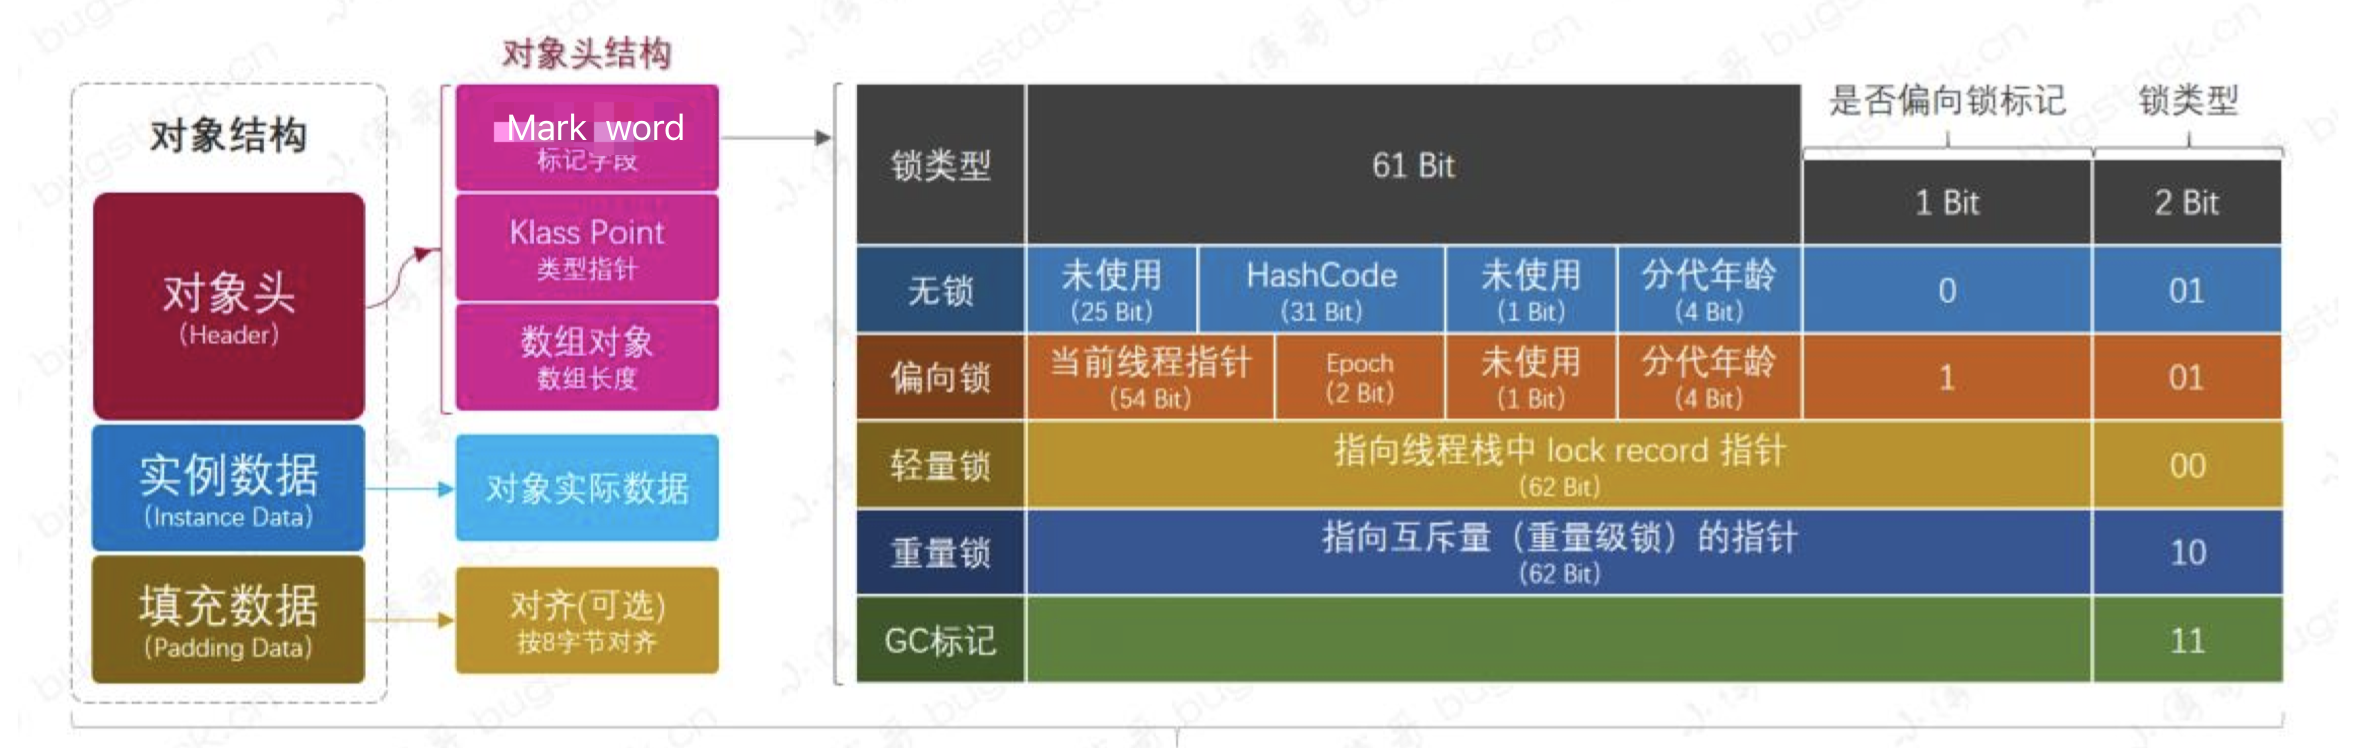 对象头结构
对象结构
Mark word
标记字段
Klass Point
类型指针
数组对象
数组长度
对象头
(Header)
实例数据
(Instance Data)
对象实际数据
填充数据
(Padding Data)
对齐(可选)
按8字节对齐
是否偏向锁标记
锁类型
锁类型
61 Bit
1 Bit
2 Bit
无锁
未使用
(25 Bit)
HashCode
(31 Bit)
未使用
(1 Bit)
分代年龄
(4 Bit)
0
01
偏向锁
当前线程指针
(54 Bit)
Epoch
(2 Bit)
未使用
(1 Bit)
分代年龄
(4 Bit)
1
01
轻量锁
指向线程栈中 lock record 指针
(62 Bit)
00
重量锁
指向互斥量（重量级锁）的指针
(62 Bit)
10
GC标记
11
bugstack.cn